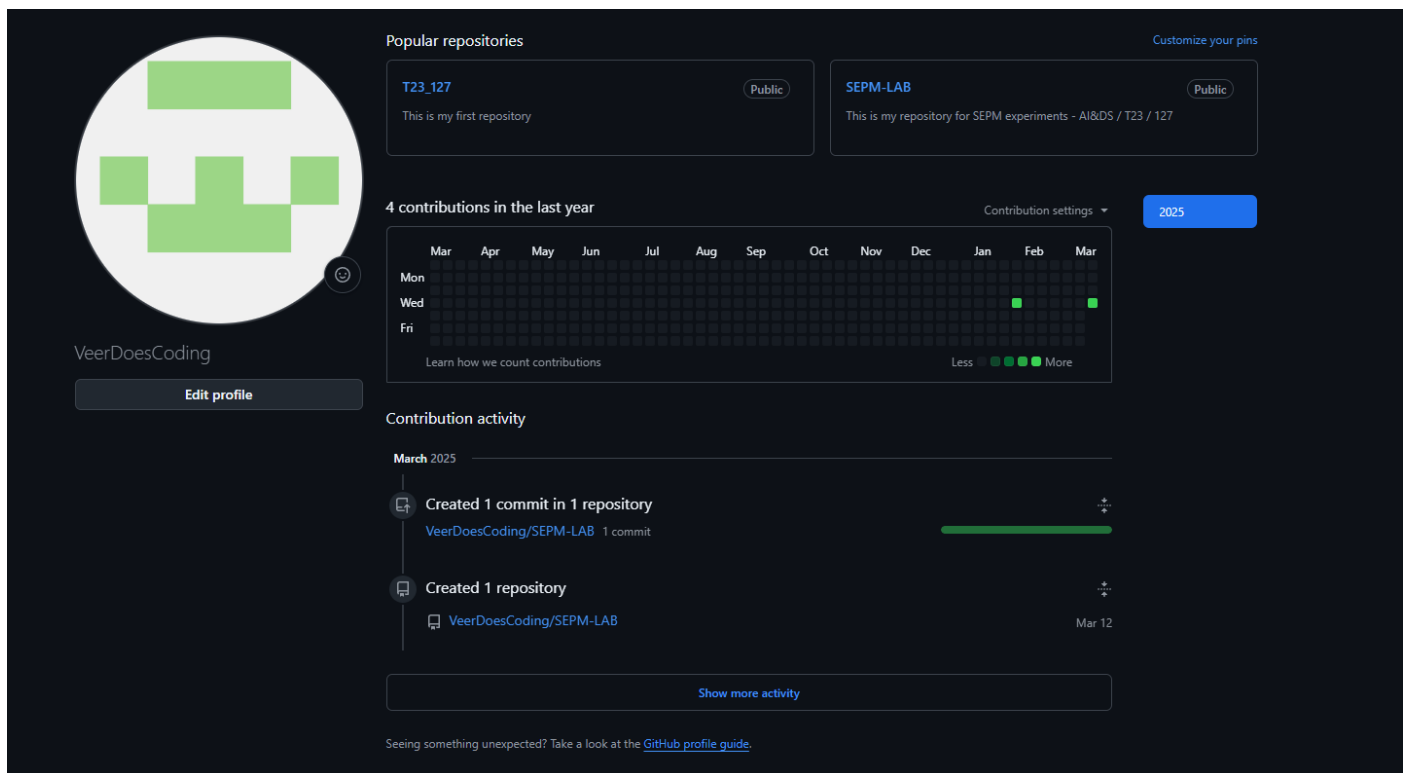 VeerDoesCoding
Edit profile
Popular repositories
Customize your pins
T23_127
Public
This is my first repository
SEPM-LAB
Public
This is my repository for SEPM experiments - AI&DS / T23 / 127
4 contributions in the last year
Contribution settings
2025
Mar Apr May Jun Jul Aug Sep Oct Nov Dec Jan Feb Mar
Mon
Wed
Fri
Learn how we count contributions
Less More
Contribution activity
March 2025
Created 1 commit in 1 repository
VeerDoesCoding/SEPM-LAB 1 commit
Created 1 repository
VeerDoesCoding/SEPM-LAB
Mar 12
Show more activity
Seeing something unexpected? Take a look at the GitHub profile guide.